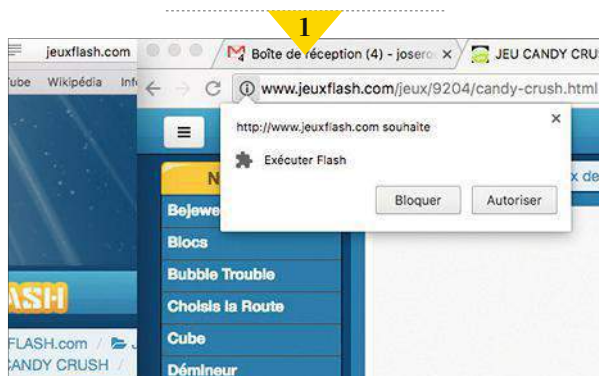 1
jeuxflash.com
Boîte de réception (4) - josero
JEU CANDY CRU
ube Wikipédia Inf
www.jeuxflash.com/jeux/9204/candy-crush.html
http://www.jeuxflash.com souhaite
Exécuter Flash
N
x de
Bloquer Autoriser
Bejewe
Blocs
Bubble Trouble
Choisis la Route
Cube
Démineur
ASH
FLASH.com /
CANDY CRUSH /